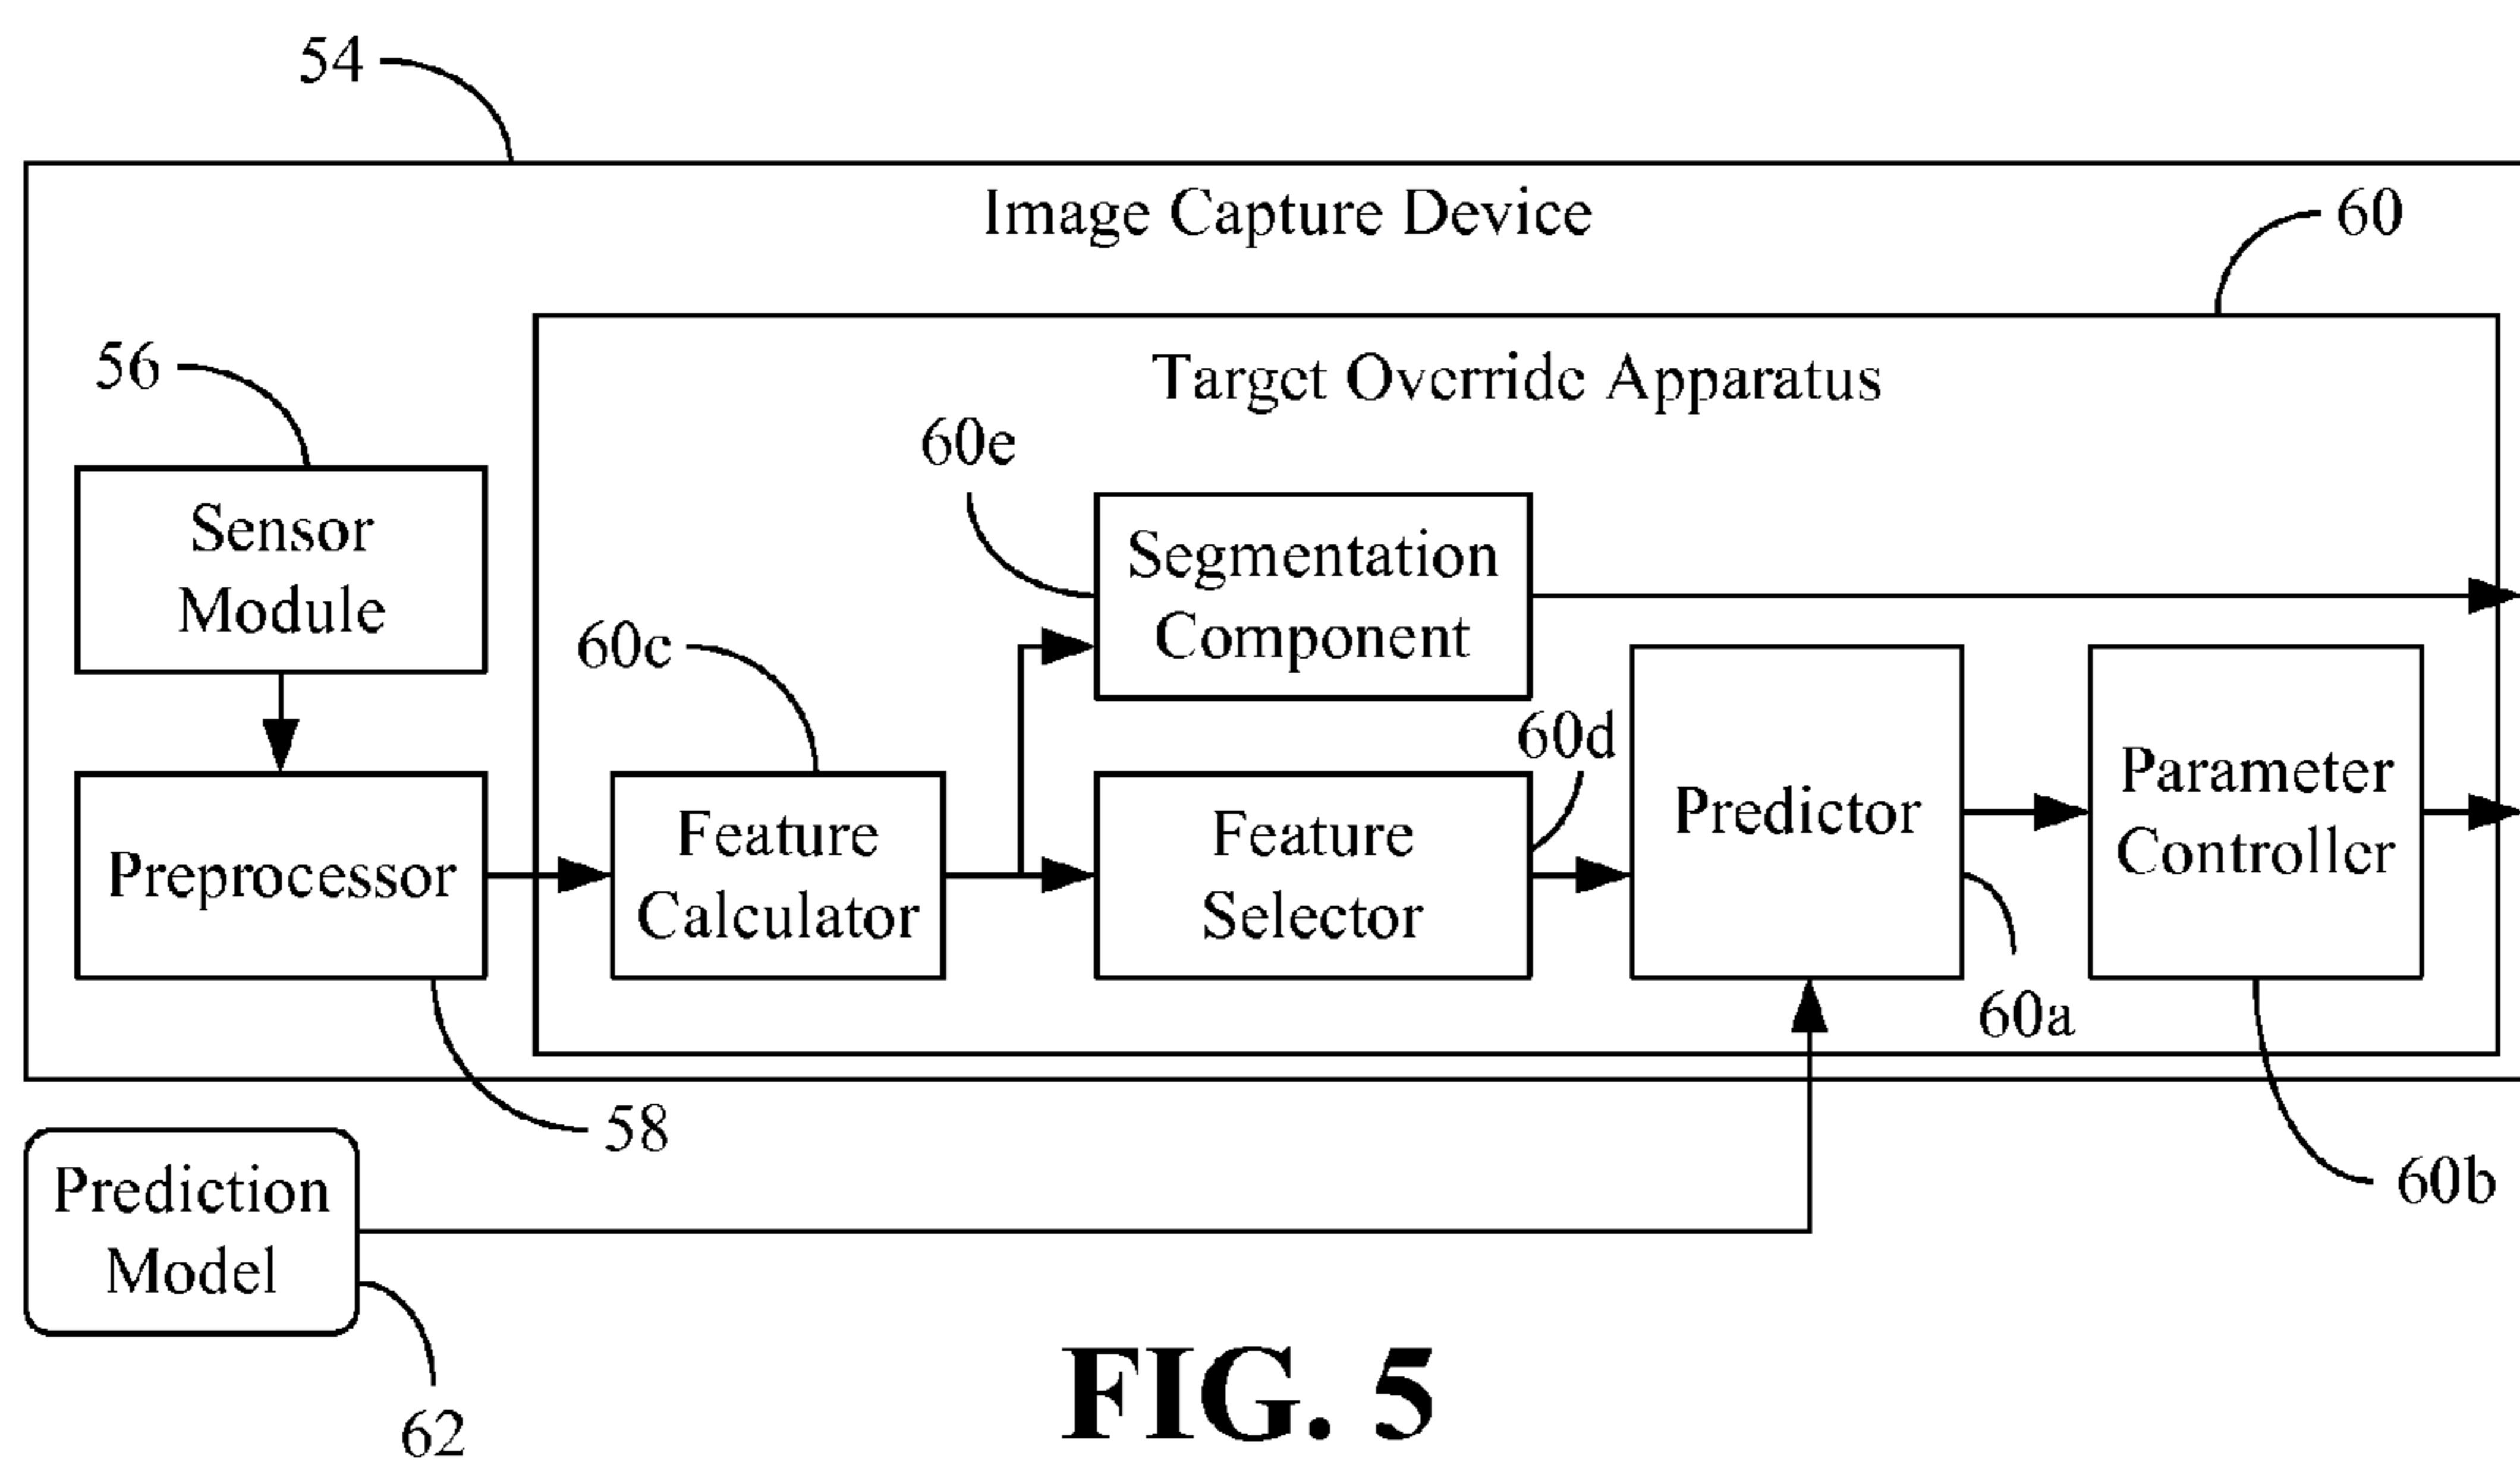 54
Image Capture Device
60
Target Override Apparatus
56
60e
Sensor
Module
Segmentation
Component
60c
60d
Preprocessor
Feature
Calculator
Feature
Selector
Predictor
Parameter
Controller
60a
58
60b
Prediction
Model
62
FIG. 5